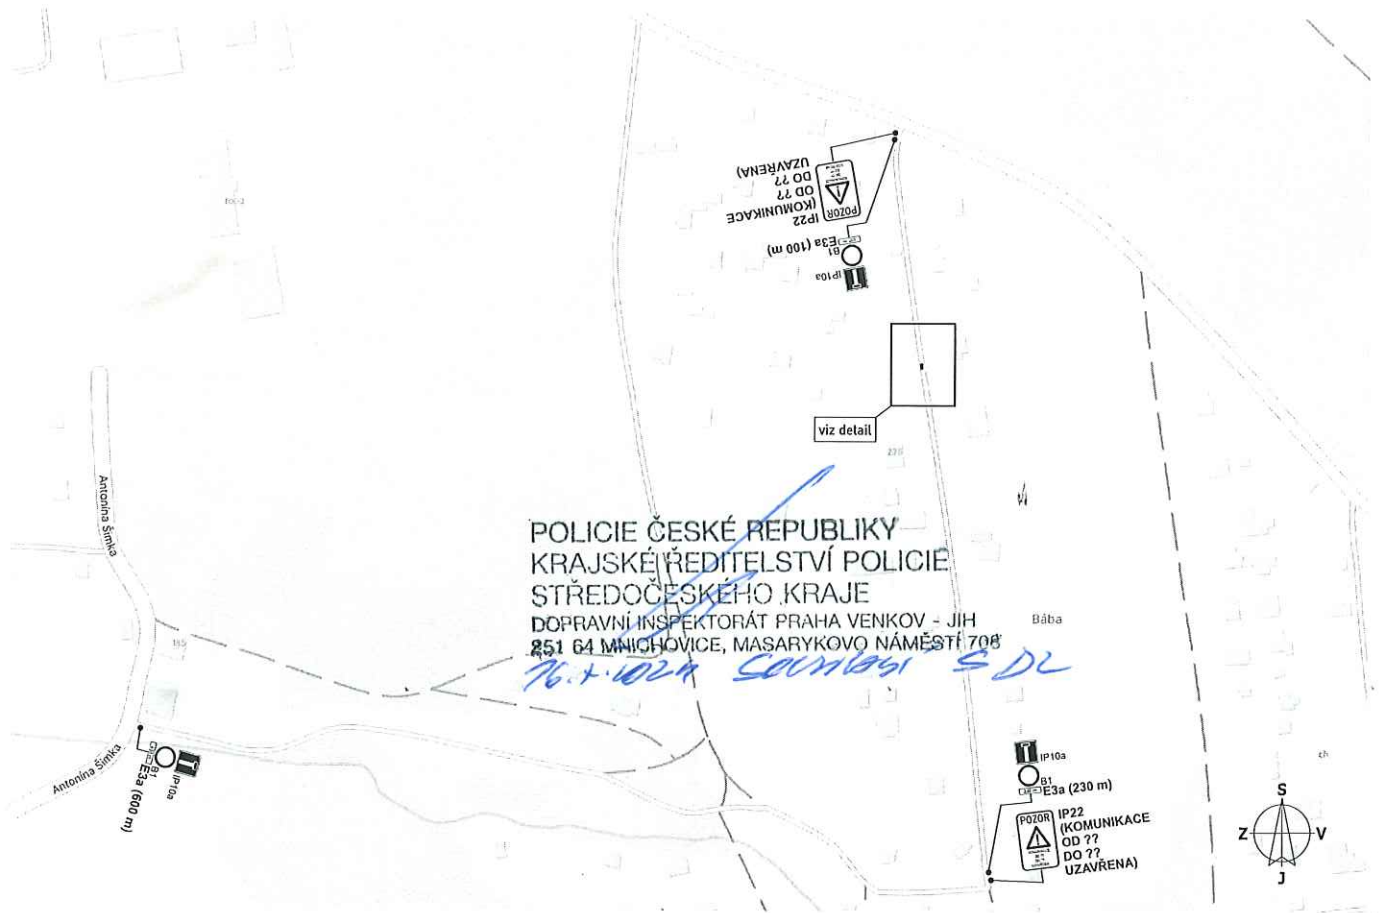 UZAVŘENA)
DO ??
OD ??
(KOMUNIKACE
IP22
POZOR
E3a (100 m)
B1
IP10a
viz detail
228
Antonína Šimka
POLICIE ČESKÉ REPUBLIKY
KRAJSKÉ ŘEDITELSTVÍ POLICIE
STŘEDOČESKÉHO KRAJE
DOPRAVNÍ INSPEKTORÁT PRAHA VENKOV - JIH
251 64 MNICHOVICE, MASARYKOVO NÁMĚSTÍ 708
S DZ
Bába
185
Antonína Šimka
IP10a
B1
E3a (600 m)
IP10a
B1
E3a (230 m)
POZOR
IP22
(KOMUNIKACE
OD ??
DO ??
UZAVŘENA)
S
Z V
J